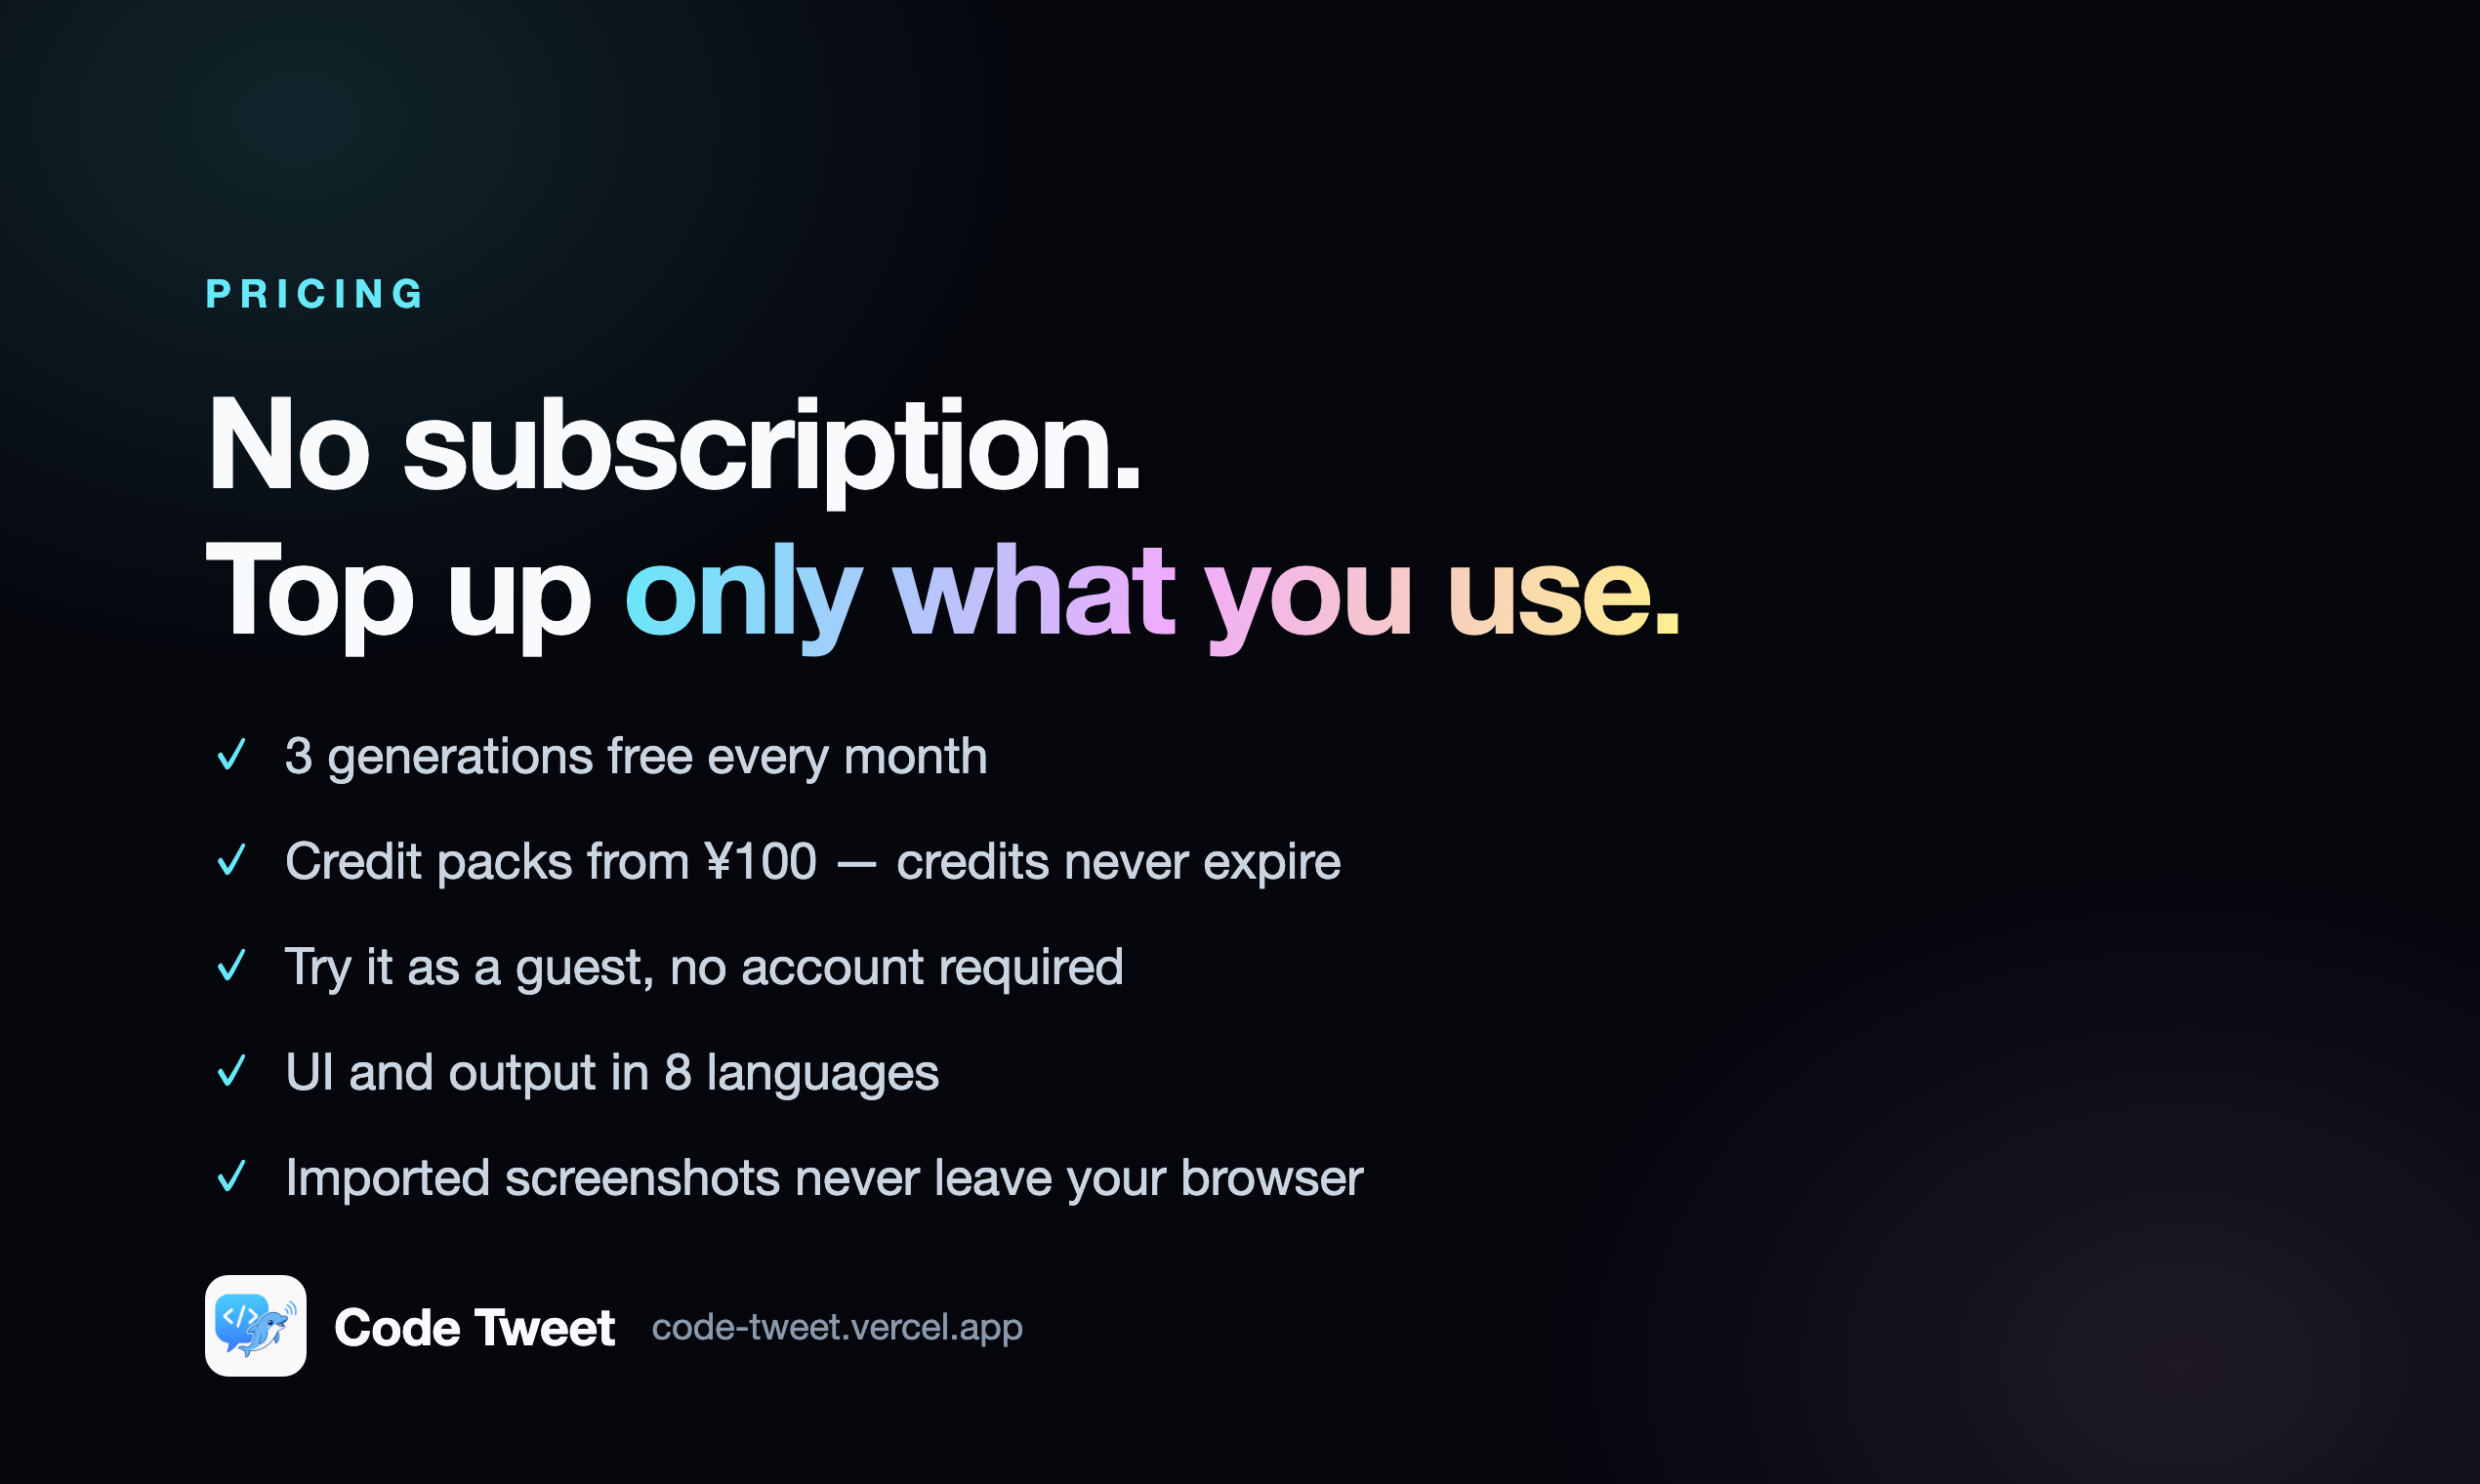 PRICING
No subscription.
Top up only what you use.
✓ 3 generations free every month
✓ Credit packs from ¥100 — credits never expire
✓ Try it as a guest, no account required
✓ UI and output in 8 languages
✓ Imported screenshots never leave your browser
</> Code Tweet code-tweet.vercel.app